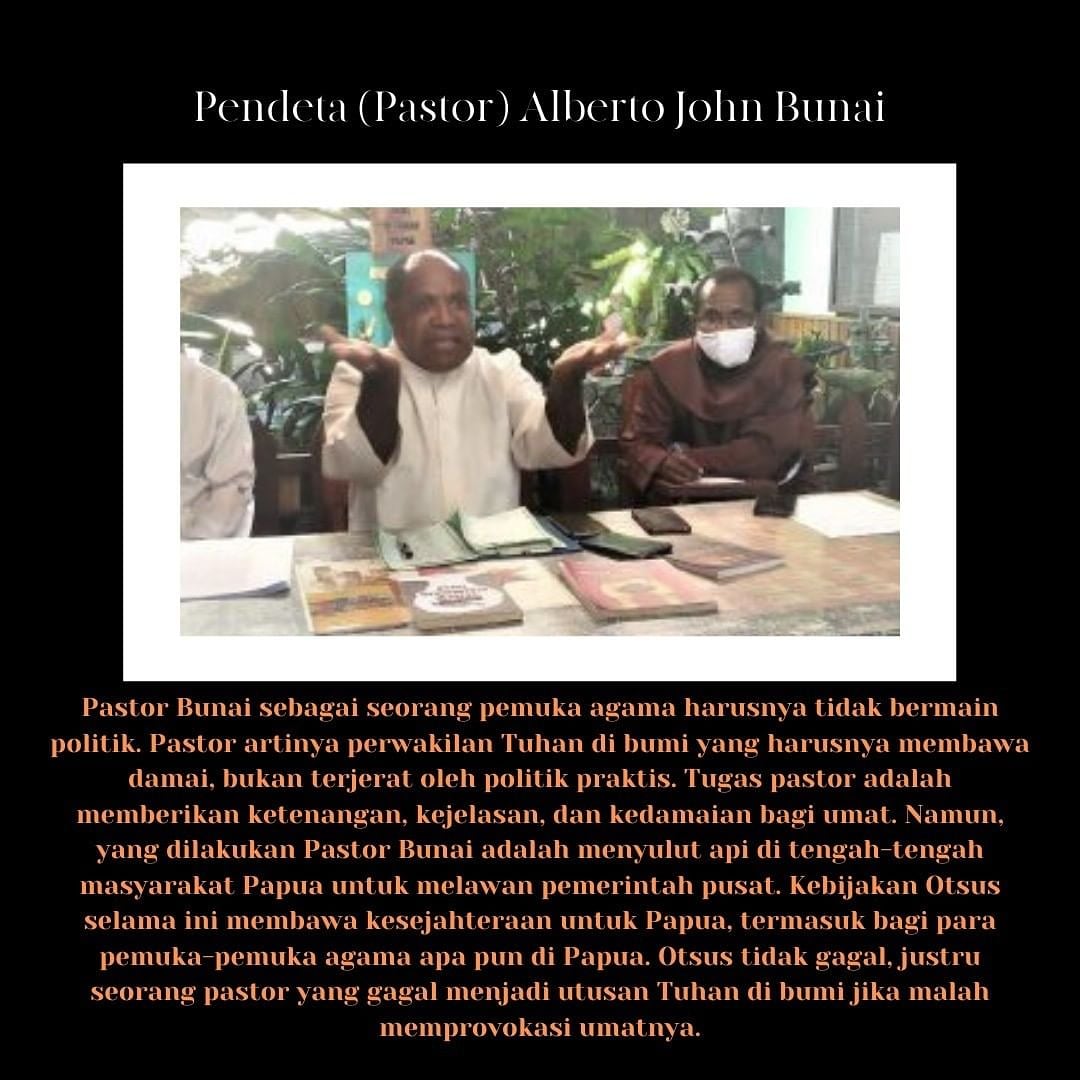 Pendeta (Pastor) Alberto John Bunai
PAPUA
Pastor Bunai sebagai seorang pemuka agama harusnya tidak bermain
politik. Pastor artinya perwakilan Tuhan di bumi yang harusnya membawa
damai, bukan terjerat oleh politik praktis. Tugas pastor adalah
memberikan ketenangan, kejelasan, dan kedamaian bagi umat. Namun,
yang dilakukan Pastor Bunai adalah menyulut api di tengah-tengah
masyarakat Papua untuk melawan pemerintah pusat. Kebijakan Otsus
selama ini membawa kesejahteraan untuk Papua, termasuk bagi para
pemuka-pemuka agama apa pun di Papua. Otsus tidak gagal, justru
seorang pastor yang gagal menjadi utusan Tuhan di bumi jika malah
memprovokasi umatnya.